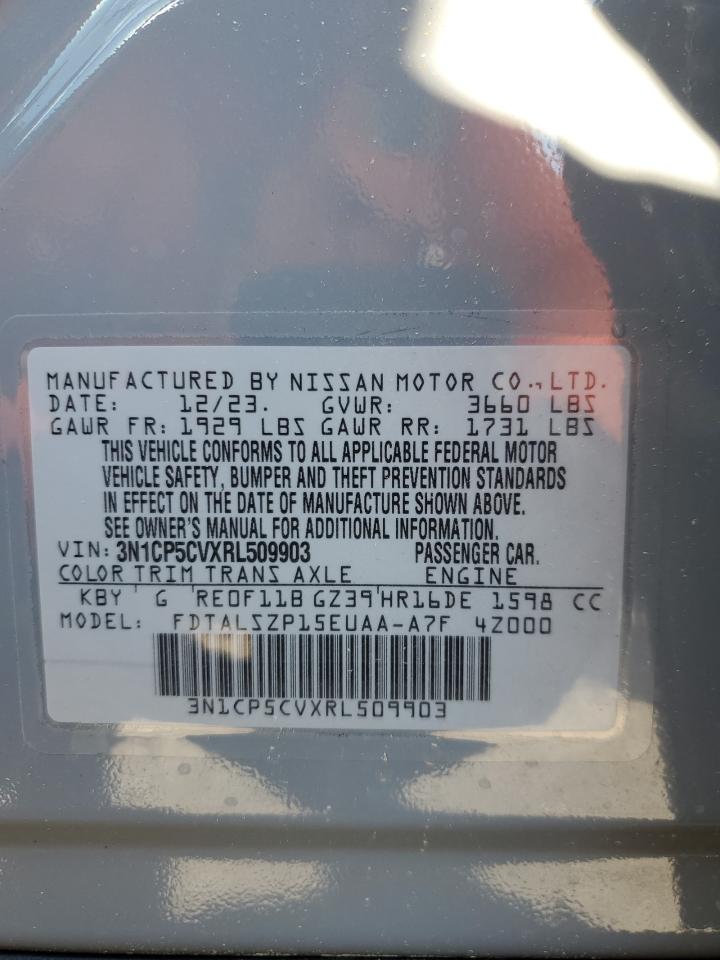 MANUFACTURED BY NISSAN MOTOR CO., LTD.
DATE: 12/23. GVWR: 3660 LBS
GAWR FR: 1929 LBS GAWR RR: 1731 LBS
THIS VEHICLE CONFORMS TO ALL APPLICABLE FEDERAL MOTOR
VEHICLE SAFETY, BUMPER AND THEFT PREVENTION STANDARDS
IN EFFECT ON THE DATE OF MANUFACTURE SHOWN ABOVE.
SEE OWNER'S MANUAL FOR ADDITIONAL INFORMATION.
VIN: 3N1CP5CVXRL509903 PASSENGER CAR.
COLOR TRIM TRANS AXLE ENGINE
KBY G RE0F11B GZ39 HR16DE 1598 CC
MODEL: FDTALSZP15EUAA-A7F 4Z000
3N1CP5CVXRL509903